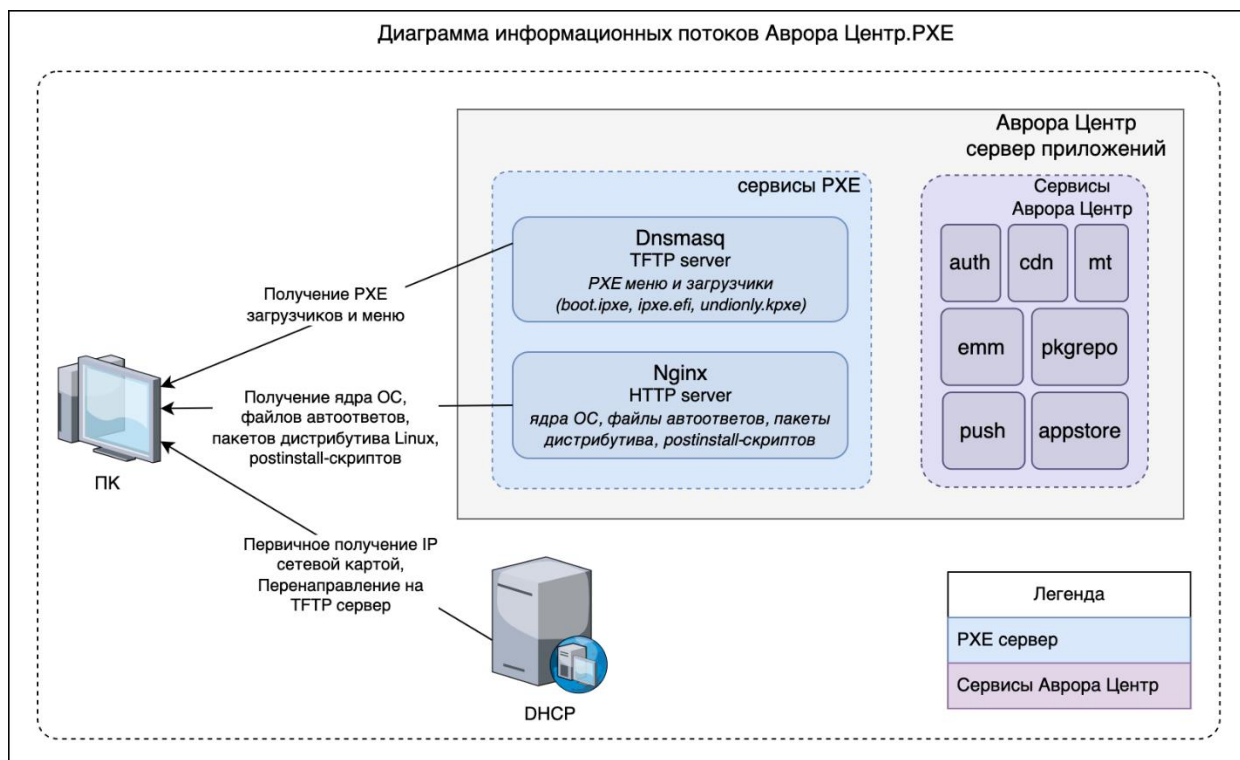 Диаграмма информационных потоков Аврора Центр.PXE
Аврора Центр
сервер приложений
сервисы PXE
Dnsmasq
TFTP server
PXE меню и загрузчики
(boot.ipxe, ipxe.efi, undionly.kpxe)
Nginx
HTTP server
ядра ОС, файлы автоответов, пакеты
дистрибутива, postinstall-скриптов
Сервисы
Аврора Центр
auth
cdn
mt
emm
pkgrepo
push
appstore
Получение PXE
загрузчиков и меню
Получение ядра ОС,
файлов автоответов,
пакетов дистрибутива Linux,
postinstall-скриптов
ПК
Первичное получение IP
сетевой картой,
Перенаправление на
TFTP сервер
DHCP
Легенда
PXE сервер
Сервисы Аврора Центр